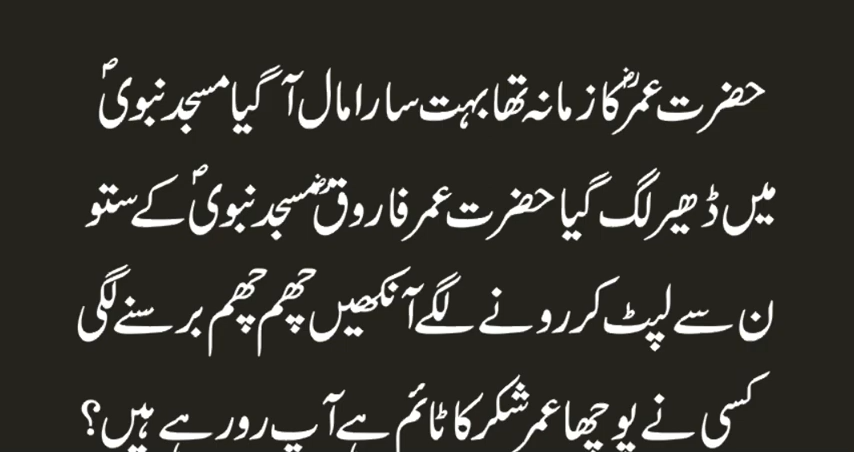 حضرت عمرؓ کا زمانہ تھا بہت سارا مال آ گیا مسجد نبویؐ
میں ڈھیر لگ گیا حضرت عمر فاروقؓ مسجد نبویؐ کے ستو
ن سے لپٹ کر رونے لگے آنکھیں چھم چھم برسنے لگی
کسی نے پوچھا عمر شکر کا ٹائم ہے آپ رو رہے ہیں؟